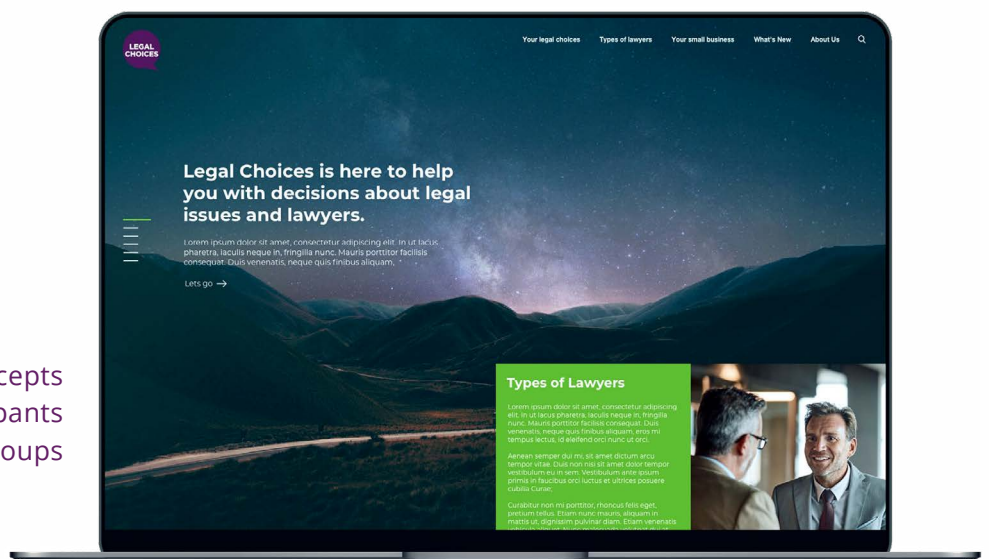 LEGAL
CHOICES
Your legal choices
Types of lawyers
Your small business
What's New
About Us
Legal Choices is here to help
you with decisions about legal
issues and lawyers.
Lorem ipsum dolor sit amet, consectetur adipiscing elit. In ut lacus
pharetra, iaculis neque in, fringilla nunc. Mauris porttitor facilisis
consequat. Duis venenatis, neque quis finibus aliquam,
Lets go →
cepts
pants
oups
Types of Lawyers
Lorem ipsum dolor sit amet, consectetur adipiscing
elit. In ut lacus pharetra, iaculis neque in, fringilla
nunc. Mauris porttitor facilisis consequat. Duis
venenatis, neque quis finibus aliquam, eros mi
tempus lectus, id eleifend orci nunc ut orci.
Aenean semper dui mi, sit amet dictum arcu
tempor vitae. Duis non nisi sit amet dolor tempor
vestibulum eu in sem. Vestibulum ante ipsum
primis in faucibus orci luctus et ultrices posuere
cubilia Curae;
Curabitur non mi porttitor, rhoncus felis eget,
pretium tellus. Etiam nunc mauris, aliquam in
mattis ut, dignissim pulvinar diam. Etiam venenatis